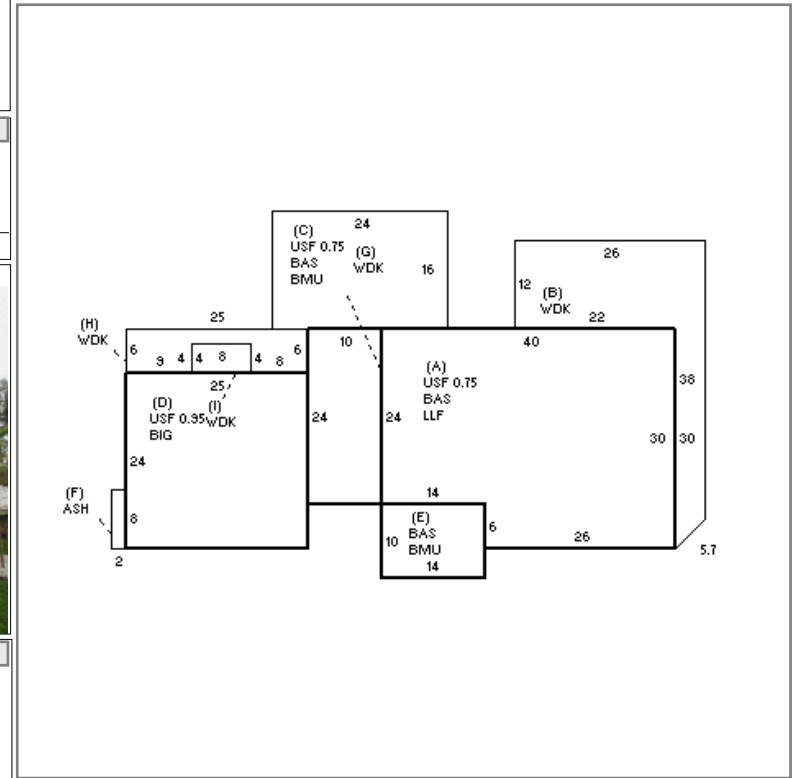 24
(C)
USF 0.75
BAS
BMU
(G)
WDK
16
26
12
(B)
WDK
22
25
(H)
WDK
6
9
4
4
8
4
8
6
10
40
25
(D)
USF 0.95
BIG
(I)
WDK
24
24
24
(A)
USF 0.75
BAS
LLF
38
30
30
(F)
ASH
8
2
14
(E)
BAS
BMU
10
14
6
26
5.7